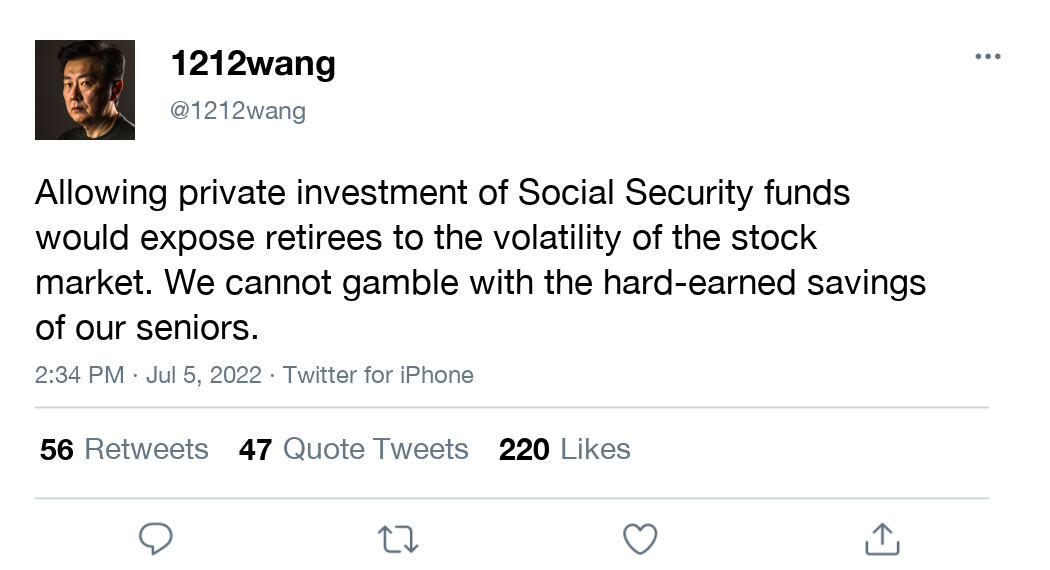 1212wang
@1212wang
Allowing private investment of Social Security funds
would expose retirees to the volatility of the stock
market. We cannot gamble with the hard-earned savings
of our seniors.
2:34 PM · Jul 5, 2022 · Twitter for iPhone
56 Retweets 47 Quote Tweets 220 Likes